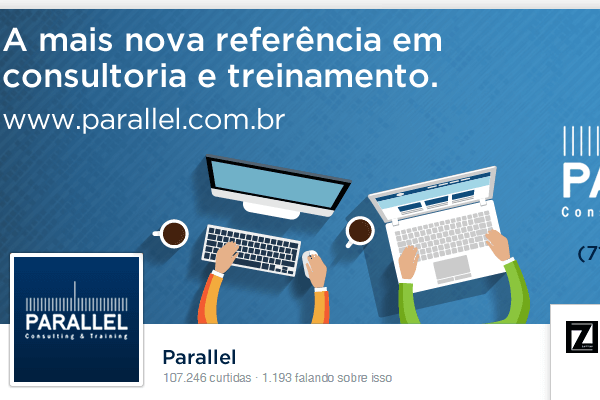 A mais nova referência em
consultoria e treinamento.
www.parallel.com.br
PARALLEL
Consulting & Training
Parallel
107.246 curtidas · 1.193 falando sobre isso